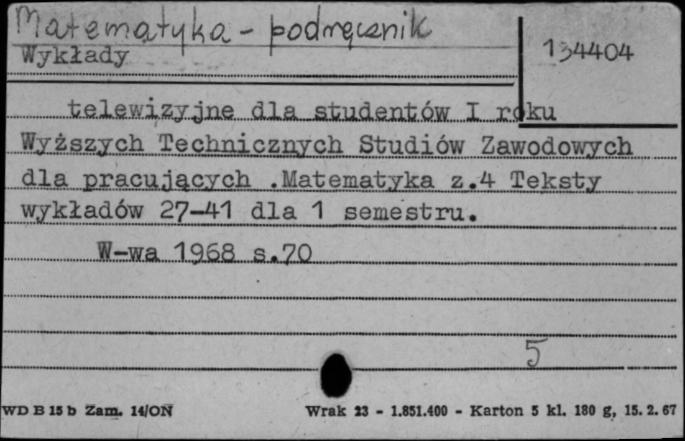 Matematyka - podręcznik
Wykłady
134404
telewizyjne dla studentów I roku
Wyższych Technicznych Studiów Zawodowych
dla pracujących .Matematyka z.4 Teksty
wykładów 27-41 dla 1 semestru.
W-wa 1968 s.70
5
WD B 15 b Zam. 14/ON Wrak 23 - 1.851.400 - Karton 5 kl. 180 g, 15. 2. 67